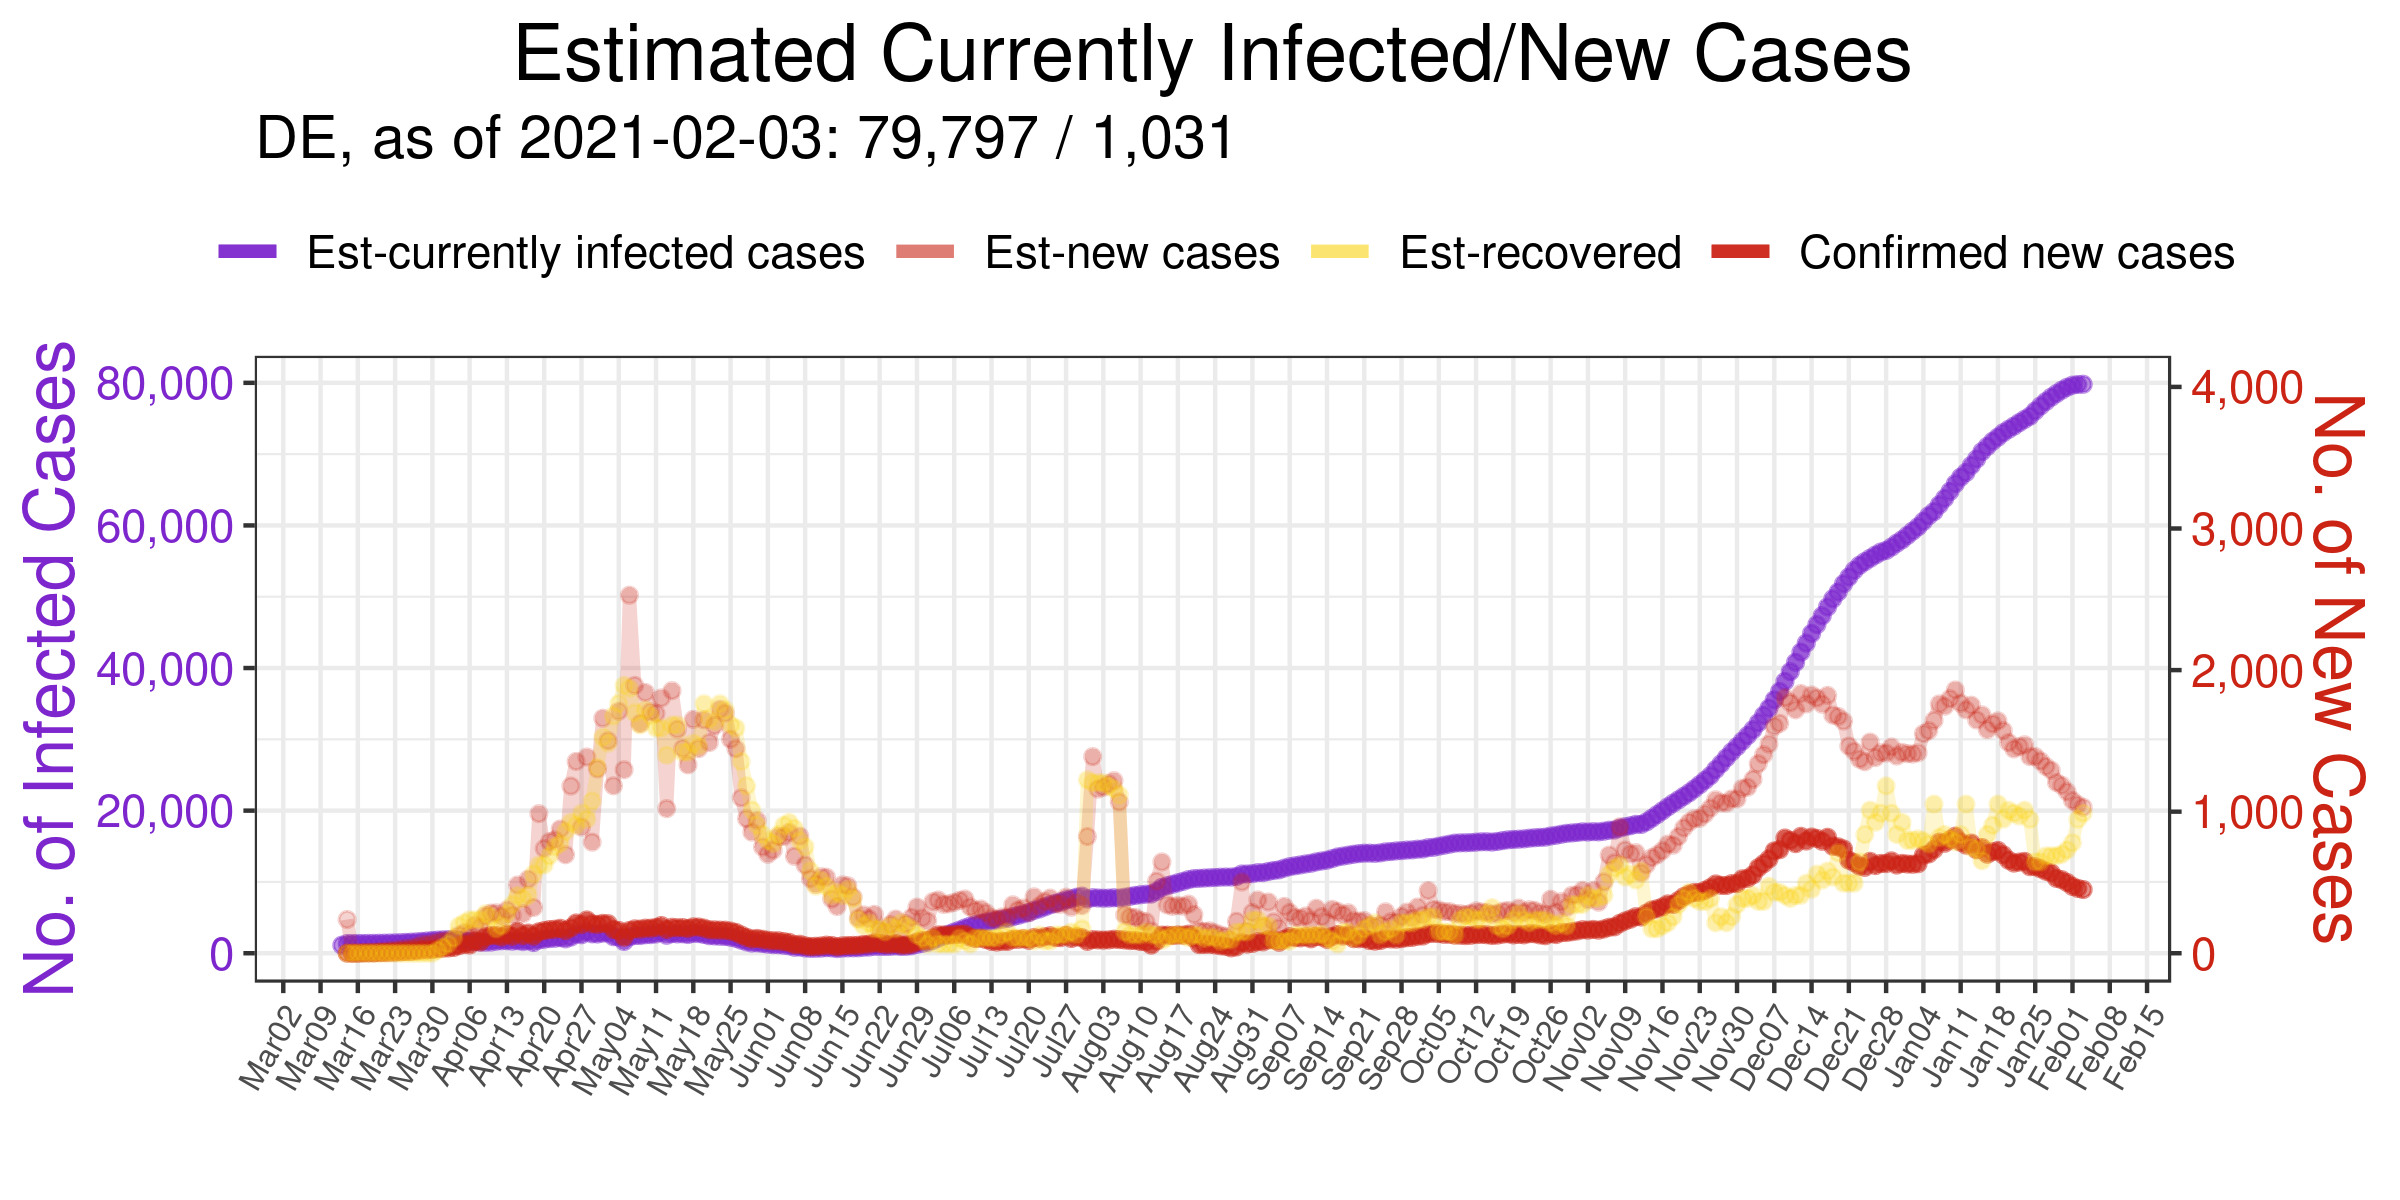 Estimated Currently Infected/New Cases
DE, as of 2021-02-03: 79,797 / 1,031
Est-currently infected cases Est-new cases Est-recovered Confirmed new cases
No. of Infected Cases
80,000
60,000
40,000
20,000
0
4,000
3,000
2,000
1,000
0
No. of New Cases
Mar02 Mar09 Mar16 Mar23 Mar30 Apr06 Apr13 Apr20 Apr27 May04 May11 May18 May25 Jun01 Jun08 Jun15 Jun22 Jun29 Jul06 Jul13 Jul20 Jul27 Aug03 Aug10 Aug17 Aug24 Aug31 Sep07 Sep14 Sep21 Sep28 Oct05 Oct12 Oct19 Oct26 Nov02 Nov09 Nov16 Nov23 Nov30 Dec07 Dec14 Dec21 Dec28 Dec04 Jan11 Jan18 Jan25 Feb01 Feb08 Feb15